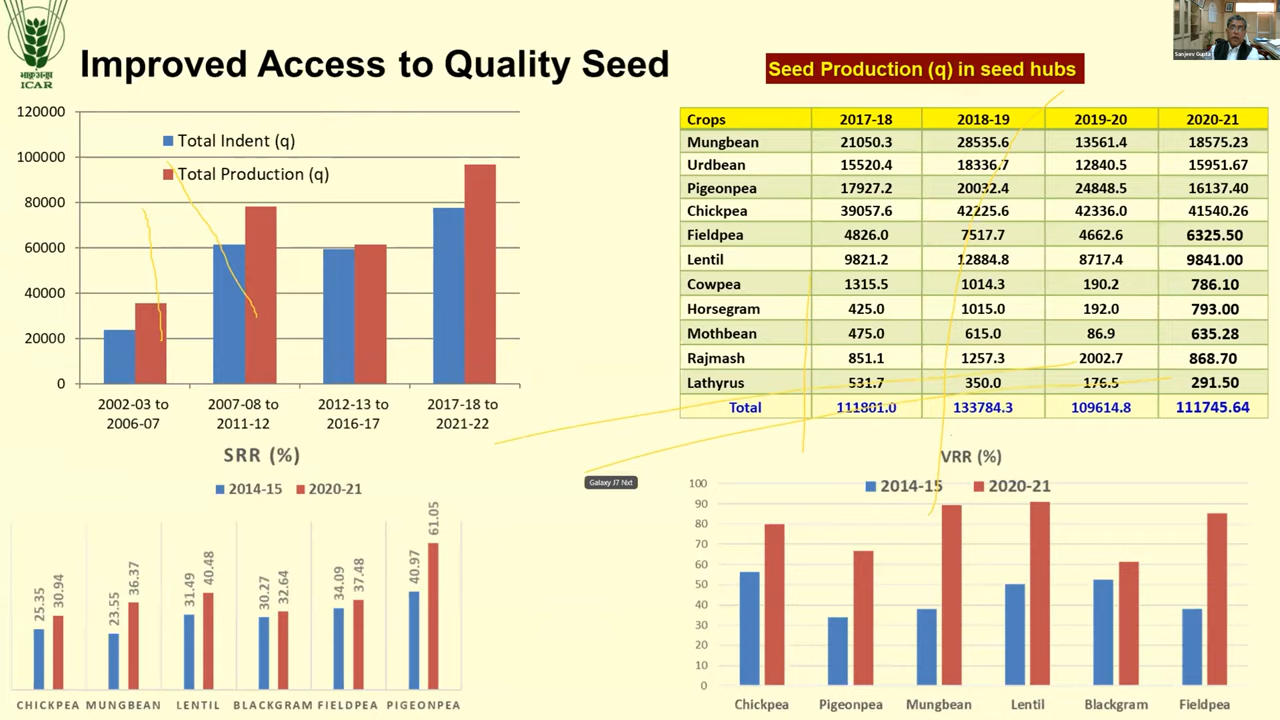 भाकृअनुप
ICAR
Improved Access to Quality Seed
Sanjeev Gupta
Total Indent (q)
Total Production (q)
120000
100000
80000
60000
40000
20000
0
2002-03 to 2007-08 to 2012-13 to 2017-18 to
2006-07 2011-12 2016-17 2021-22
Seed Production (q) in seed hubs
Crops 2017-18 2018-19 2019-20 2020-21
Mungbean 21050.3 28535.6 13561.4 18575.23
Urdbean 15520.4 18336.7 12840.5 15951.67
Pigeonpea 17927.2 20032.4 24848.5 16137.40
Chickpea 39057.6 42225.6 42336.0 41540.26
Fieldpea 4826.0 7517.7 4662.6 6325.50
Lentil 9821.2 12884.8 8717.4 9841.00
Cowpea 1315.5 1014.3 190.2 786.10
Horsegram 425.0 1015.0 192.0 793.00
Mothbean 475.0 615.0 86.9 635.28
Rajmash 851.1 1257.3 2002.7 868.70
Lathyrus 531.7 350.0 176.5 291.50
Total 111801.0 133784.3 109614.8 111745.64
SRR (%)
2014-15 2020-21
25.35 30.94 23.55 36.37 31.49 40.48 30.27 32.64 34.09 37.48 40.97 61.05
CHICKPEA MUNGBEAN LENTIL BLACKGRAM FIELDPEA PIGEONPEA
Galaxy J7 Nxt
VRR (%)
2014-15 2020-21
100
90
80
70
60
50
40
30
20
10
0
Chickpea Pigeonpea Mungbean Lentil Blackgram Fieldpea